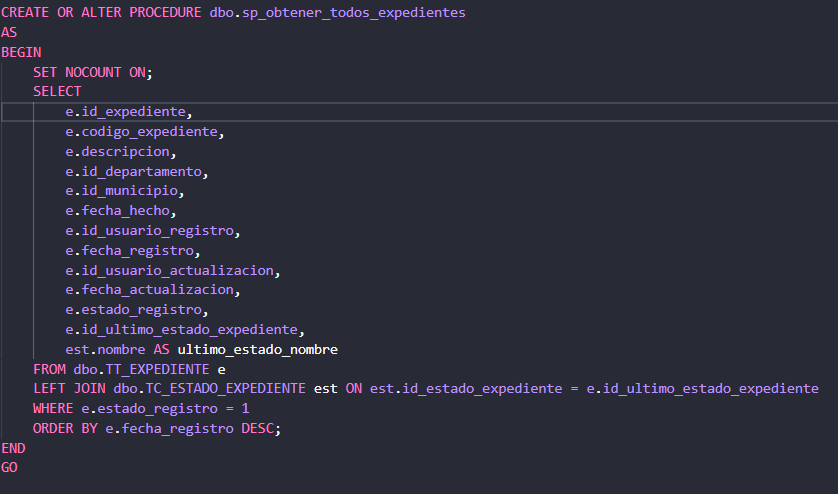 CREATE OR ALTER PROCEDURE dbo.sp_obtener_todos_expedientes
AS
BEGIN
    SET NOCOUNT ON;
    SELECT
        e.id_expediente,
        e.codigo_expediente,
        e.descripcion,
        e.id_departamento,
        e.id_municipio,
        e.fecha_hecho,
        e.id_usuario_registro,
        e.fecha_registro,
        e.id_usuario_actualizacion,
        e.fecha_actualizacion,
        e.estado_registro,
        e.id_ultimo_estado_expediente,
        est.nombre AS ultimo_estado_nombre
    FROM dbo.TT_EXPEDIENTE e
    LEFT JOIN dbo.TC_ESTADO_EXPEDIENTE est ON est.id_estado_expediente = e.id_ultimo_estado_expediente
    WHERE e.estado_registro = 1
    ORDER BY e.fecha_registro DESC;
END
GO